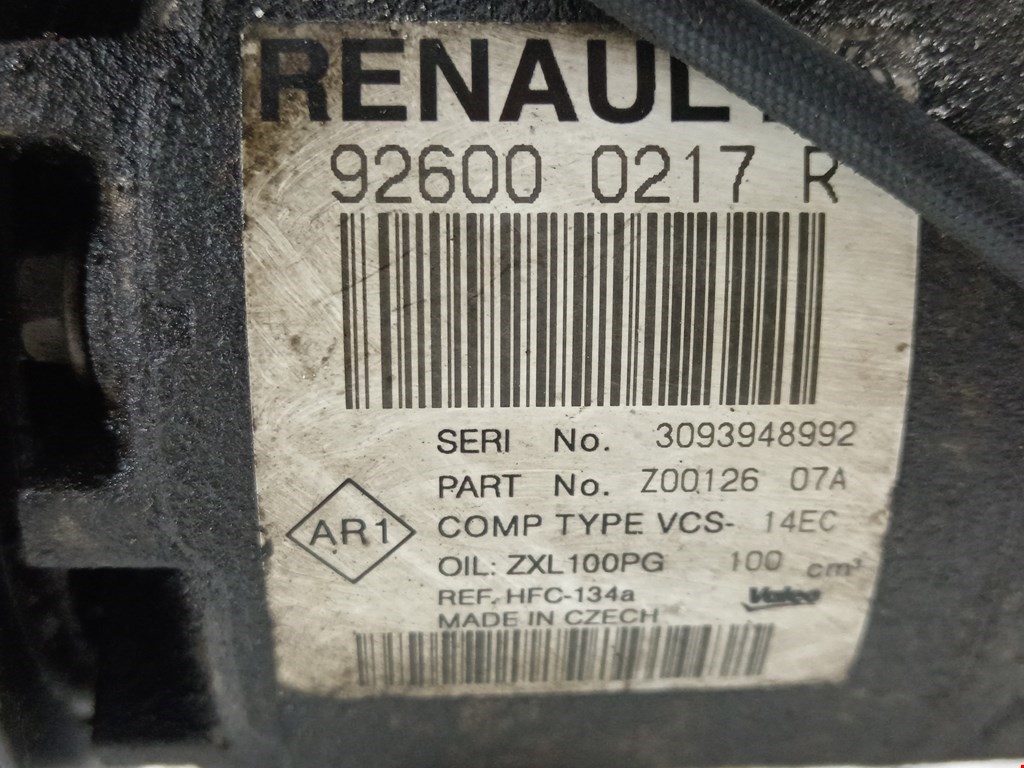 RENAULT
92600 0217 R
SERI No. 3093948992
PART No. Z00126 07A
AR1
COMP TYPE VCS- 14EC
OIL: ZXL100PG 100 cm³
REF. HFC-134a
Valeo
MADE IN CZECH